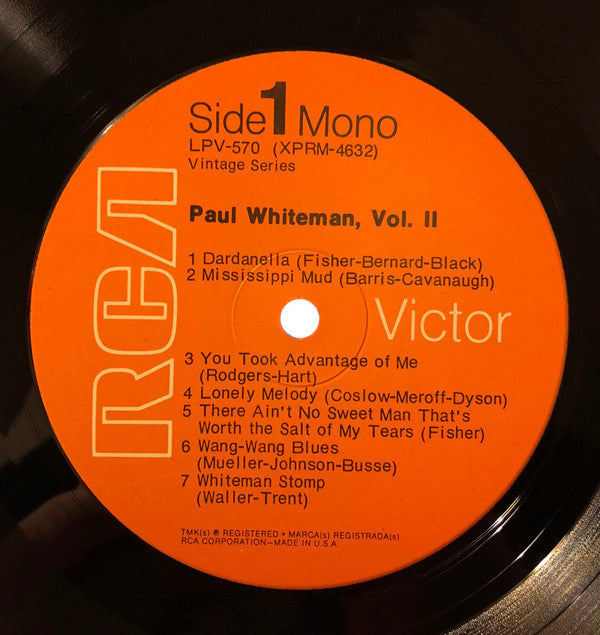 Side 1 Mono
LPV-570 (XPRM-4632)
Vintage Series
Paul Whiteman, Vol. II
1 Dardanella (Fisher-Bernard-Black)
2 Mississippi Mud (Barris-Cavanaugh)
RCA
Victor
3 You Took Advantage of Me
(Rodgers-Hart)
4 Lonely Melody (Coslow-Meroff-Dyson)
5 There Ain't No Sweet Man That's
Worth the Salt of My Tears (Fisher)
6 Wang-Wang Blues
(Mueller-Johnson-Busse)
7 Whiteman Stomp
(Waller-Trent)
TMK(s) ® REGISTERED • MARCA(s) REGISTRADA(s)
RCA CORPORATION—MADE IN U.S.A.